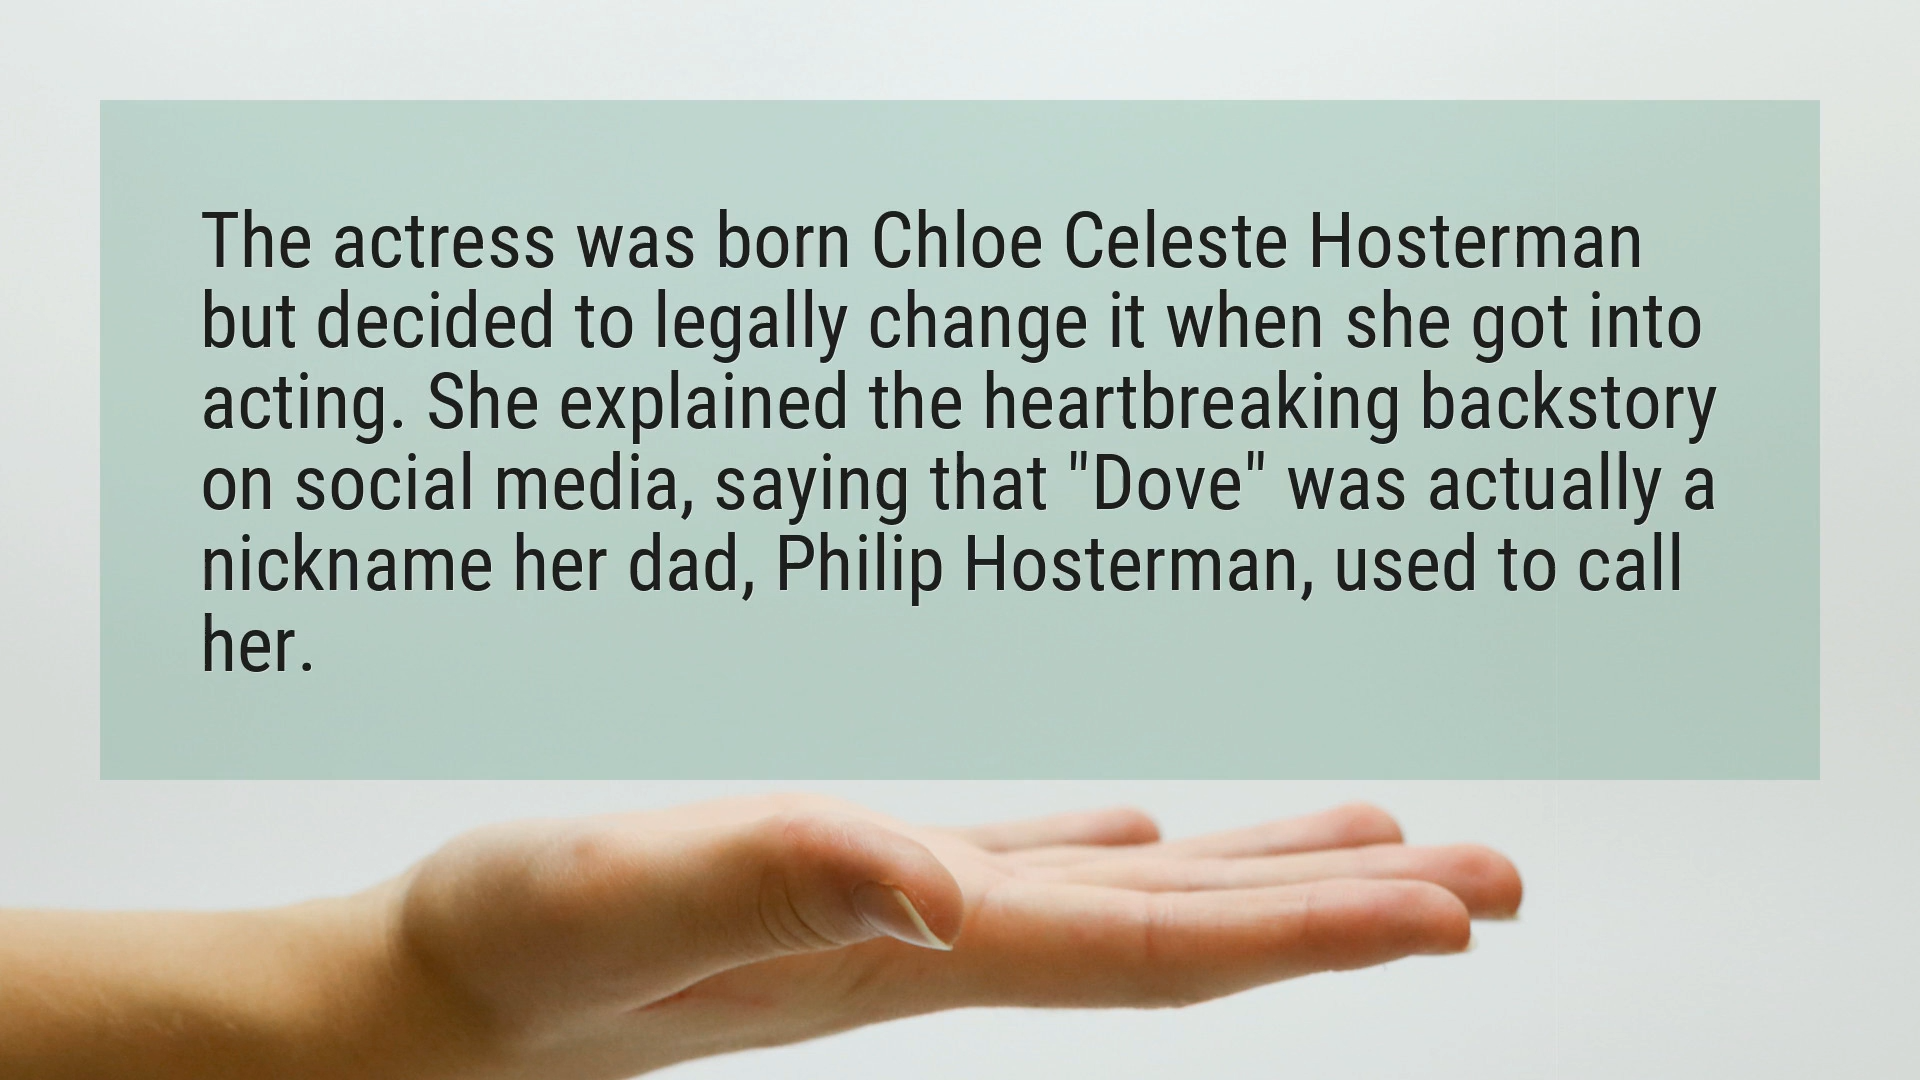 The actress was born Chloe Celeste Hosterman
but decided to legally change it when she got into
acting. She explained the heartbreaking backstory
on social media, saying that "Dove" was actually a
nickname her dad, Philip Hosterman, used to call
her.